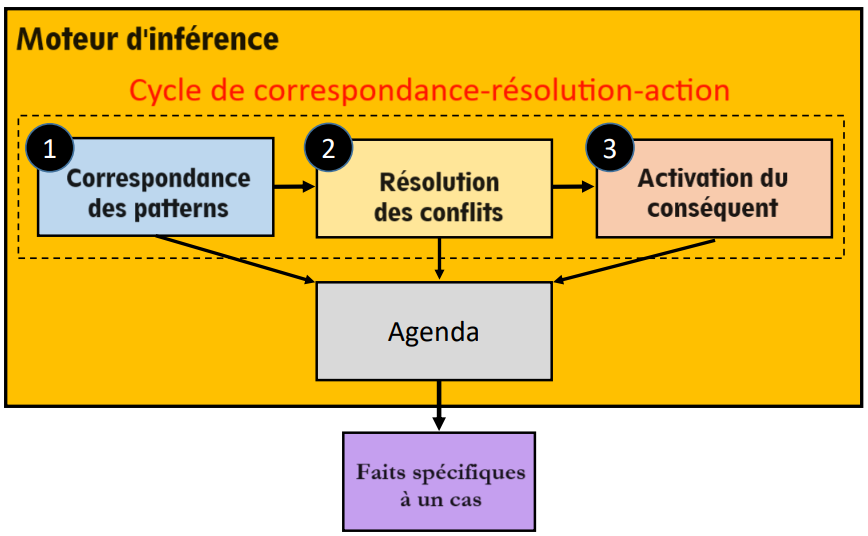 Moteur d'inférence
Cycle de correspondance-résolution-action
1
Correspondance
des patterns
2
Résolution
des conflits
3
Activation du
conséquent
Agenda
Faits spécifiques
à un cas